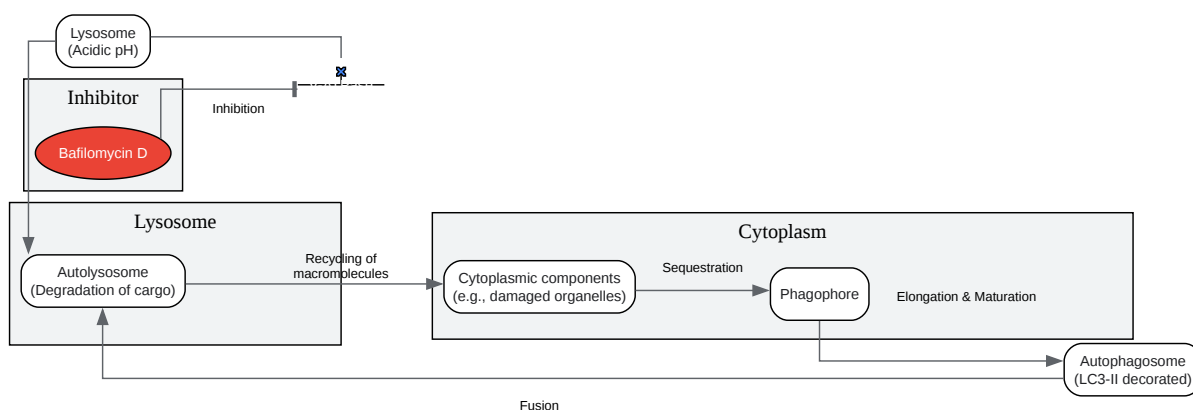 Lysosome
(Acidic pH)
Inhibitor
Inhibition
Bafilomycin D
Lysosome
Autolysosome
(Degradation of cargo)
Recycling of
macromolecules
Cytoplasm
Cytoplasmic components
(e.g., damaged organelles)
Sequestration
Phagophore
Elongation & Maturation
Autophagosome
(LC3-II decorated)
Fusion